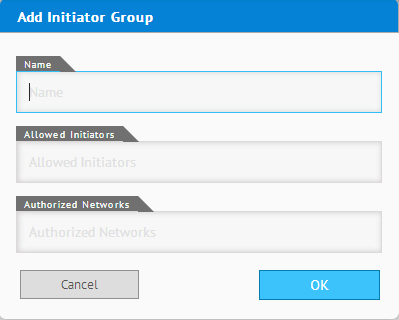 Add Initiator Group
Name
Name
Allowed Initiators
Allowed Initiators
Authorized Networks
Authorized Networks
Cancel OK